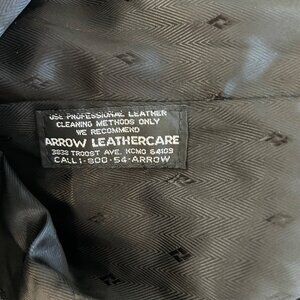 USE PROFESSIONAL LEATHER
CLEANING METHODS ONLY
WE RECOMMEND
ARROW LEATHERCARE
3838 TROOST AVE. KCMO 64109
CALL 1-800-54-ARROW